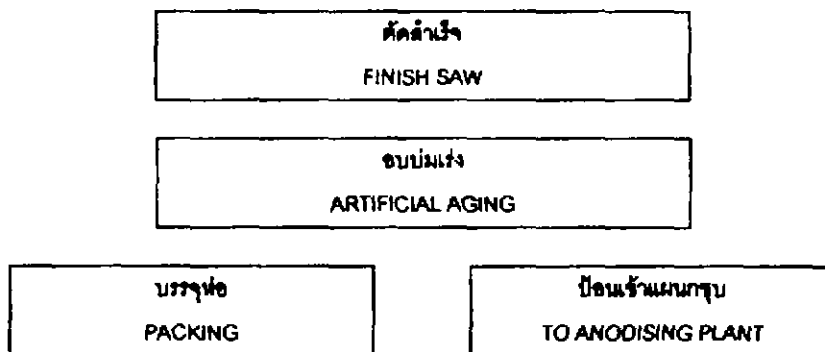 ตัดสำเร็จ
FINISH SAW
อบบ่มเร่ง
ARTIFICIAL AGING
บรรจุห่อ
PACKING
ป้อนเข้าแผนกชุบ
TO ANODISING PLANT